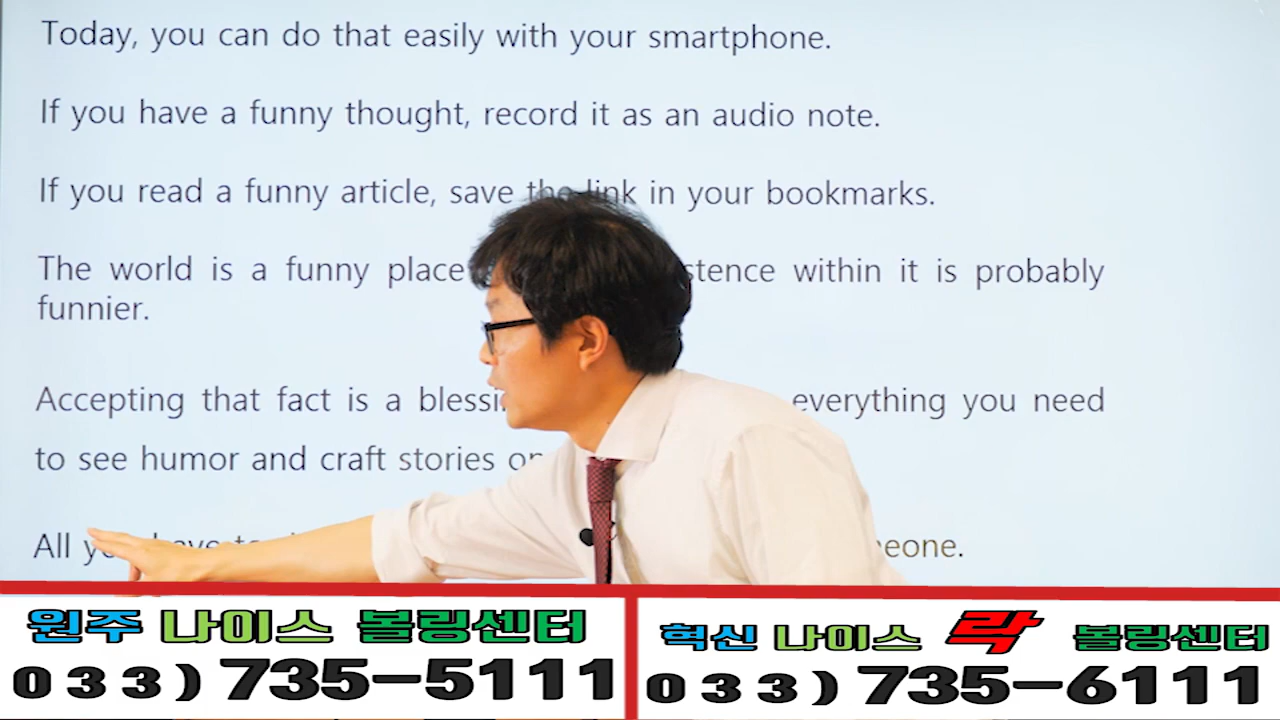 Today, you can do that easily with your smartphone.
If you have a funny thought, record it as an audio note.
If you read a funny article, save the link in your bookmarks.
The world is a funny place within it is probably
funnier.
Accepting that fact is a everything you need
to see humor and craft stories
All
원주 나이스 볼링센터
033) 735-5111
혁신 나이스 락 볼링센터
033) 735-6111